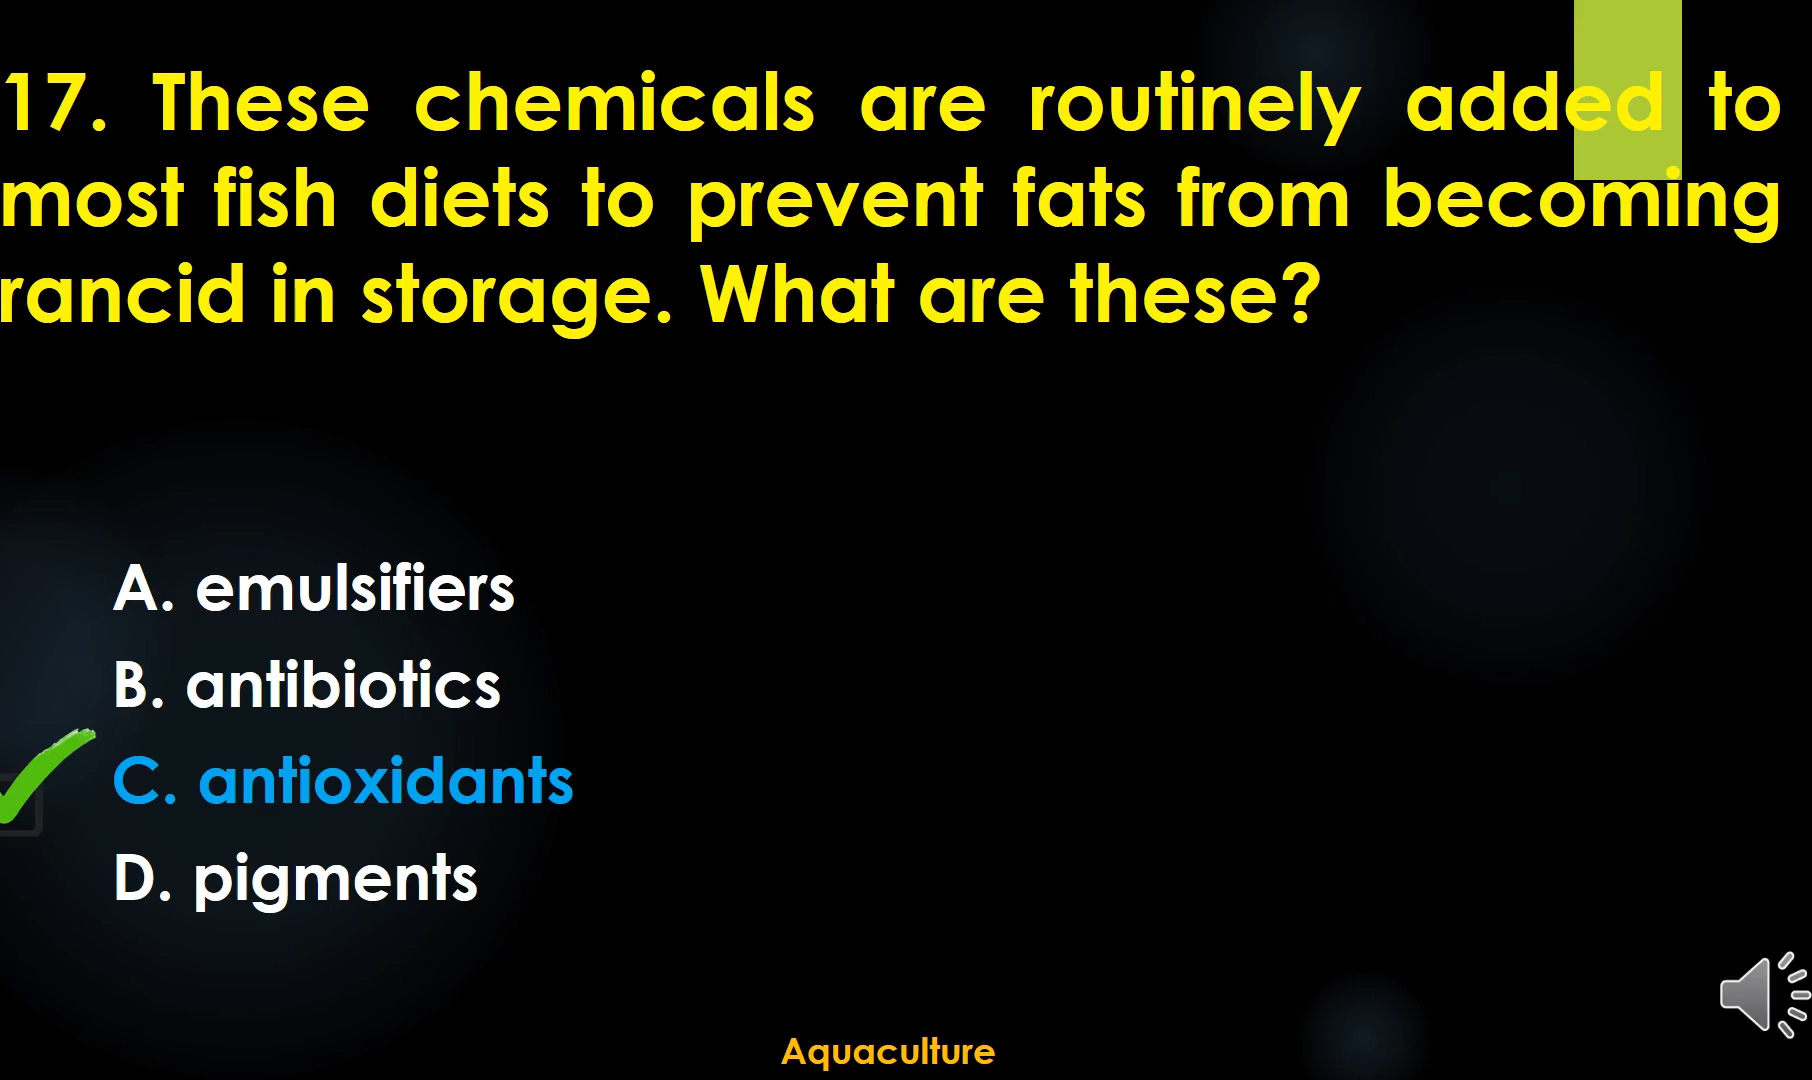 17. These chemicals are routinely added to
most fish diets to prevent fats from becoming
rancid in storage. What are these?
A. emulsifiers
B. antibiotics
C. antioxidants
D. pigments
Aquaculture